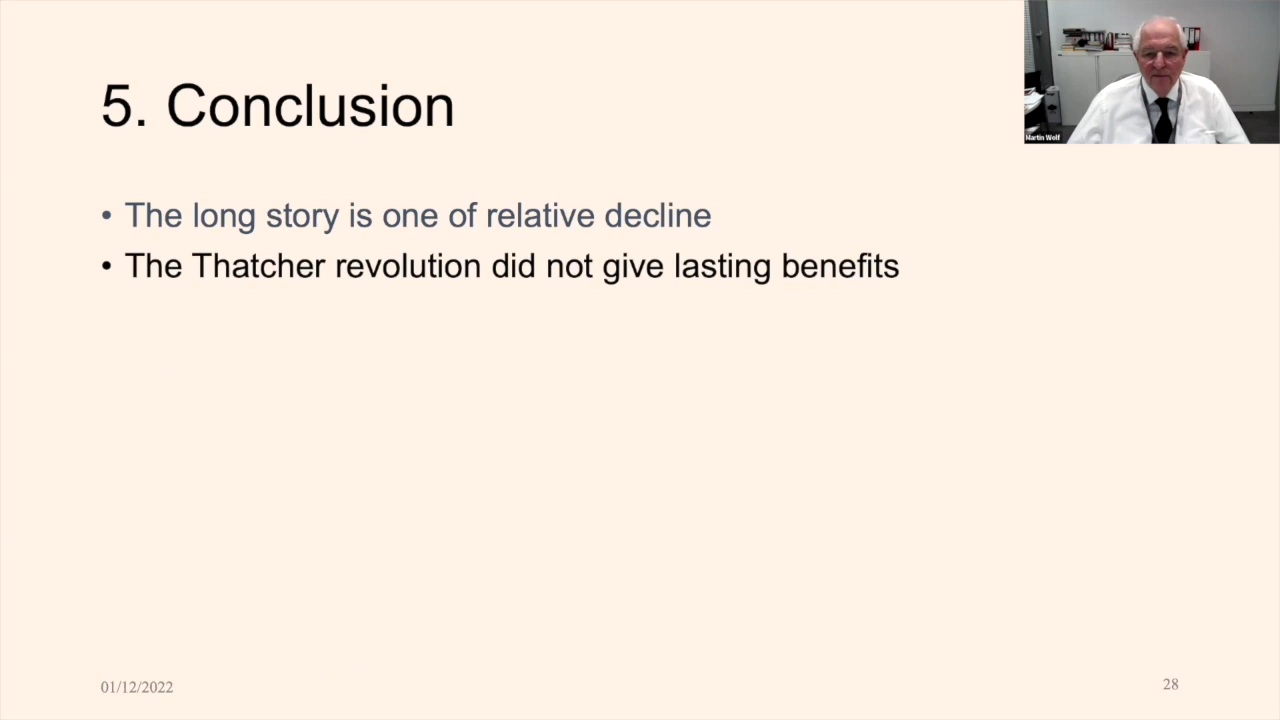 5. Conclusion
Martin Wolf
• The long story is one of relative decline
• The Thatcher revolution did not give lasting benefits
01/12/2022
28